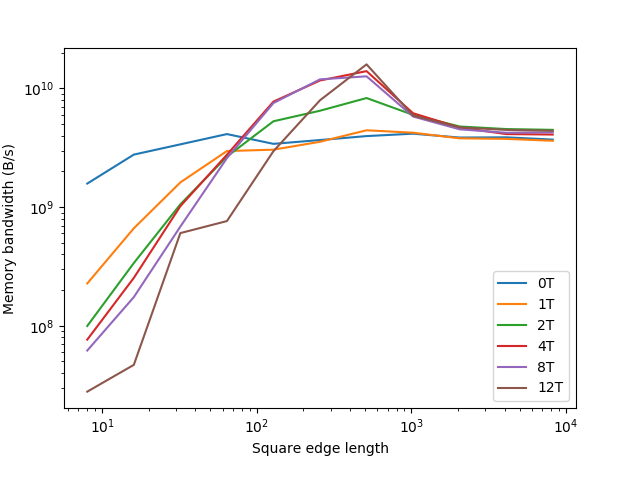 10¹⁰
10⁹
10⁸
Memory bandwidth (B/s)
0T
1T
2T
4T
8T
12T
10¹
10²
10³
10⁴
Square edge length